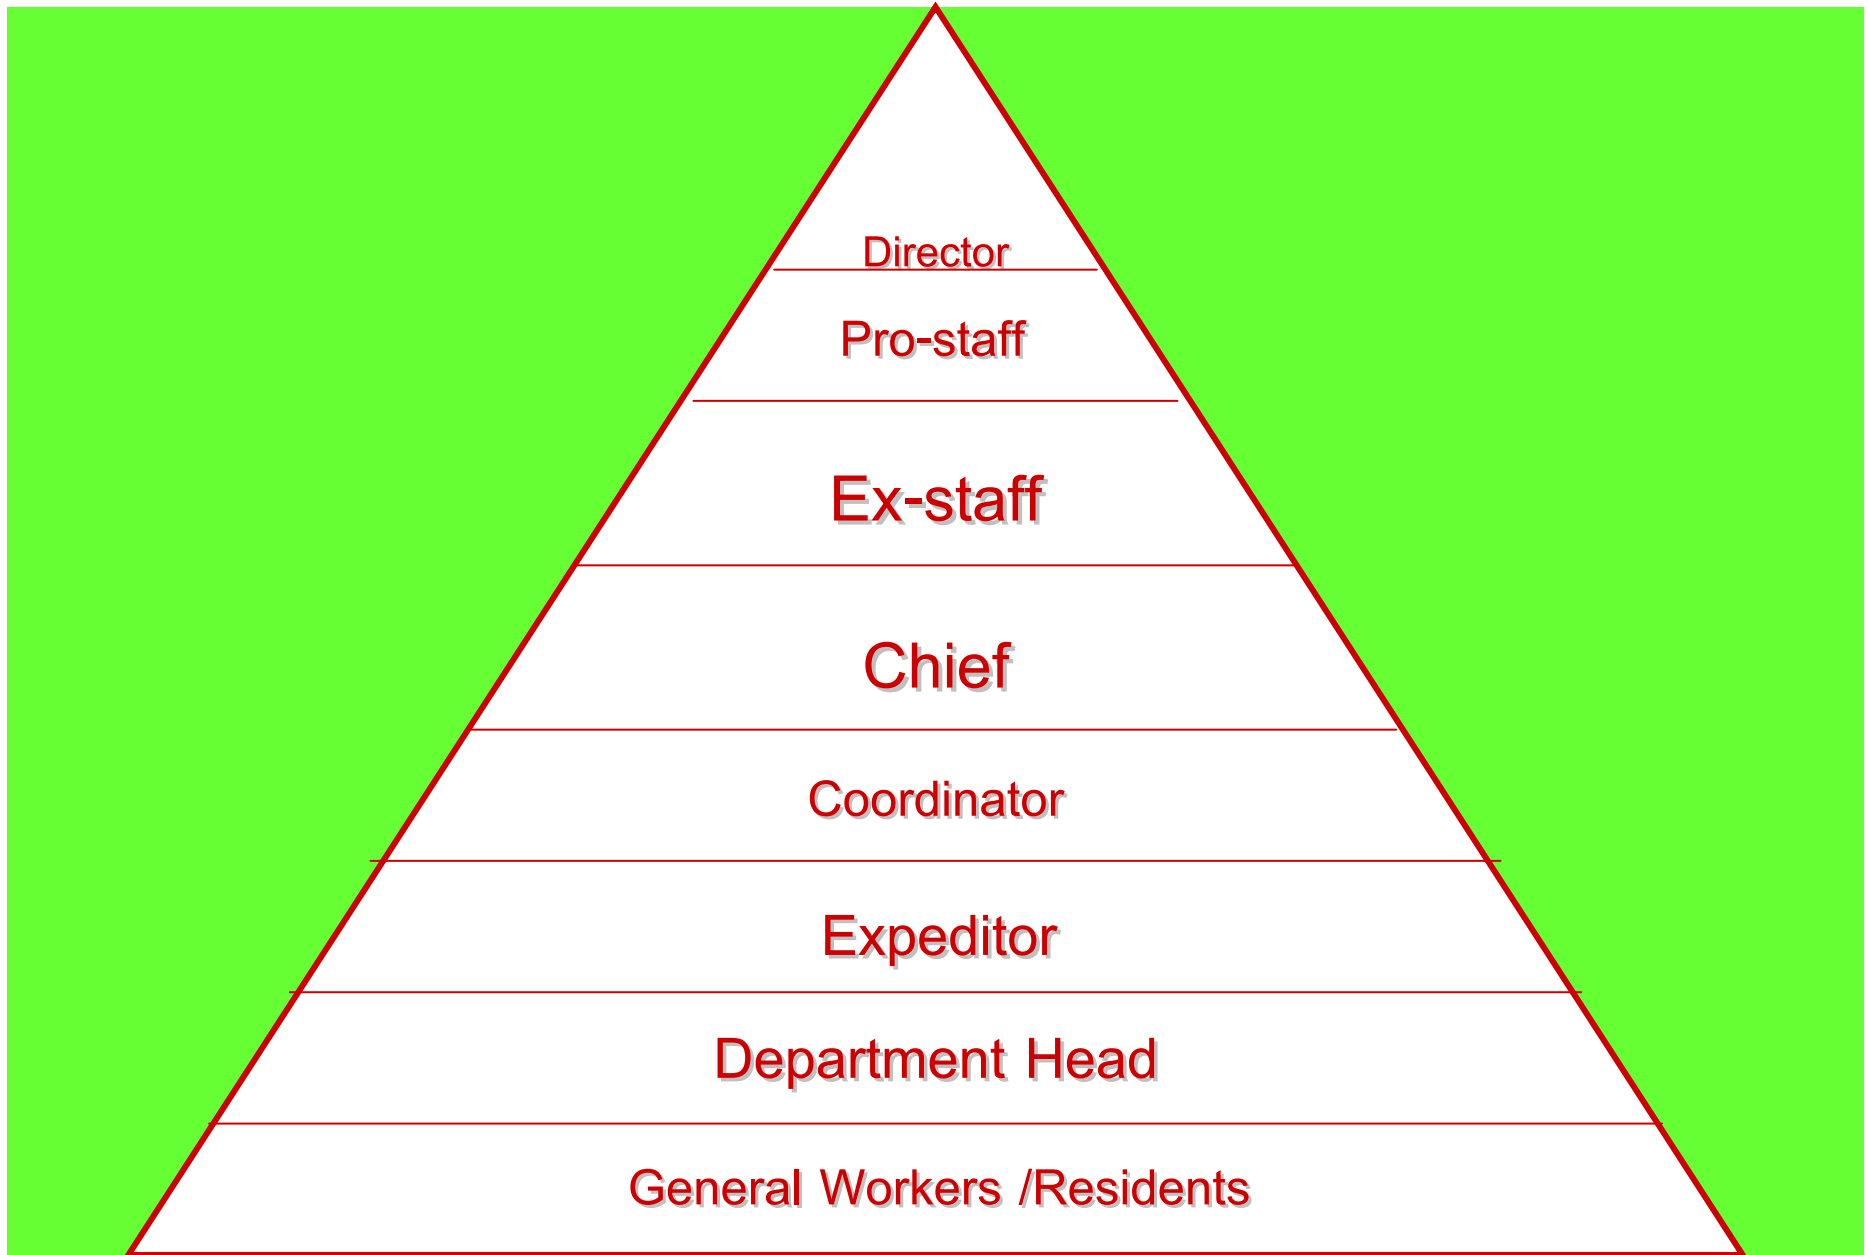 Director
Pro-staff
Ex-staff
Chief
Coordinator
Expeditor
Department Head
General Workers /Residents